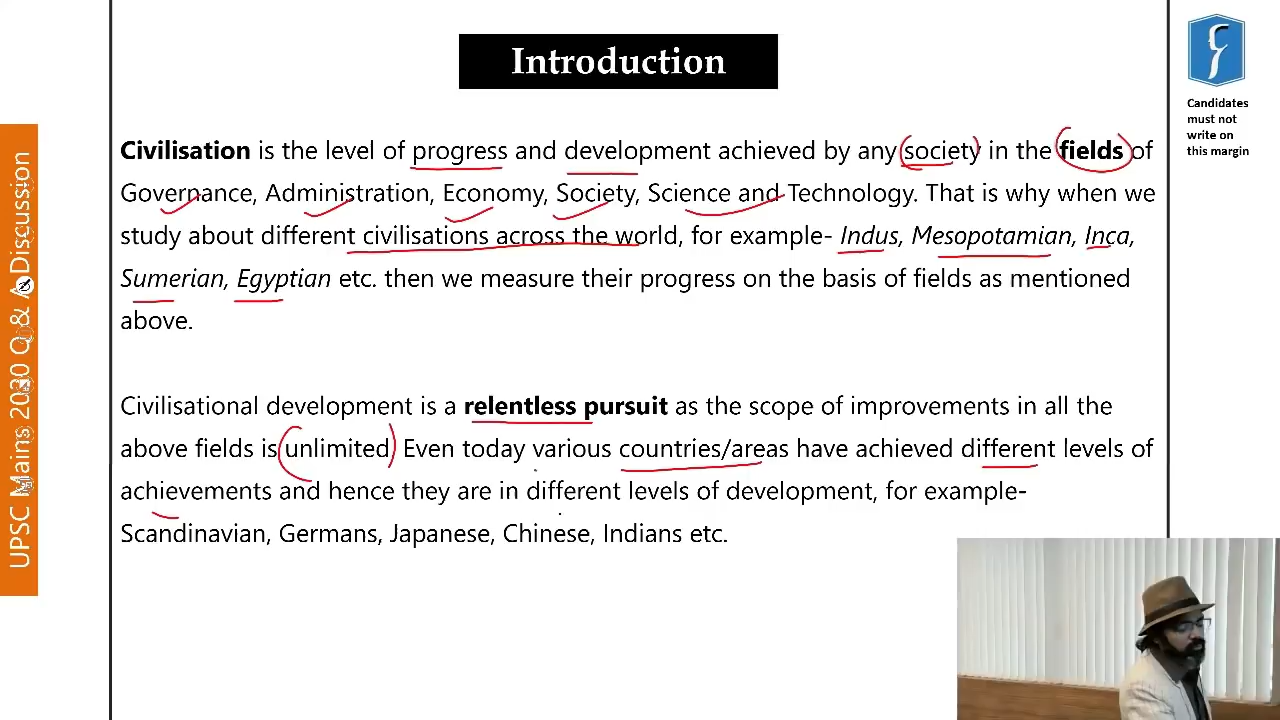 Introduction
Civilisation is the level of progress and development achieved by any society in the fields of
Governance, Administration, Economy, Society, Science and Technology. That is why when we
study about different civilisations across the world, for example- Indus, Mesopotamian, Inca,
Sumerian, Egyptian etc. then we measure their progress on the basis of fields as mentioned
above.
Civilisational development is a relentless pursuit as the scope of improvements in all the
above fields is unlimited. Even today various countries/areas have achieved different levels of
achievements and hence they are in different levels of development, for example-
Scandinavian, Germans, Japanese, Chinese, Indians etc.
Candidates
must not
write on
this margin
UPSC Mains 2020 Q & A Discussion